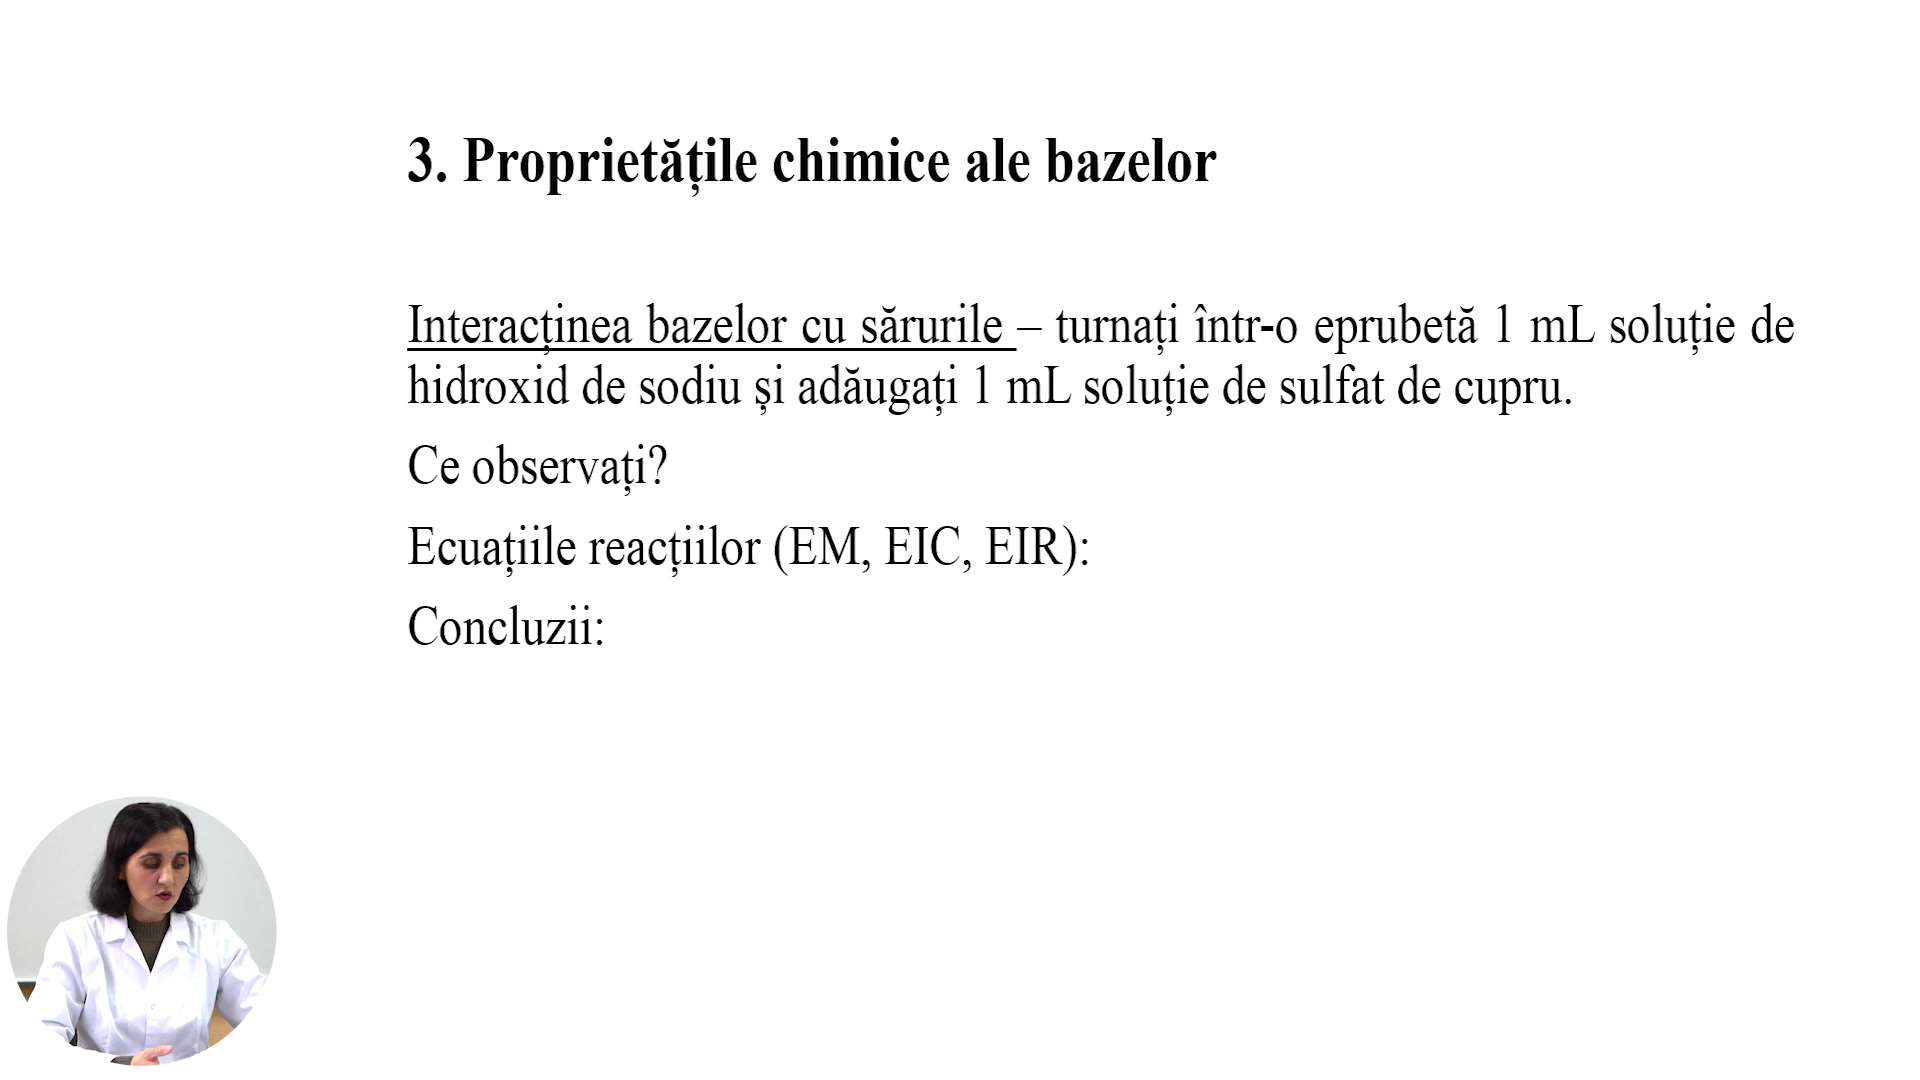 3. Proprietățile chimice ale bazelor
Interacținea bazelor cu sărurile – turnați într-o eprubetă 1 mL soluție de
hidroxid de sodiu și adăugați 1 mL soluție de sulfat de cupru.
Ce observați?
Ecuațiile reacțiilor (EM, EIC, EIR):
Concluzii: